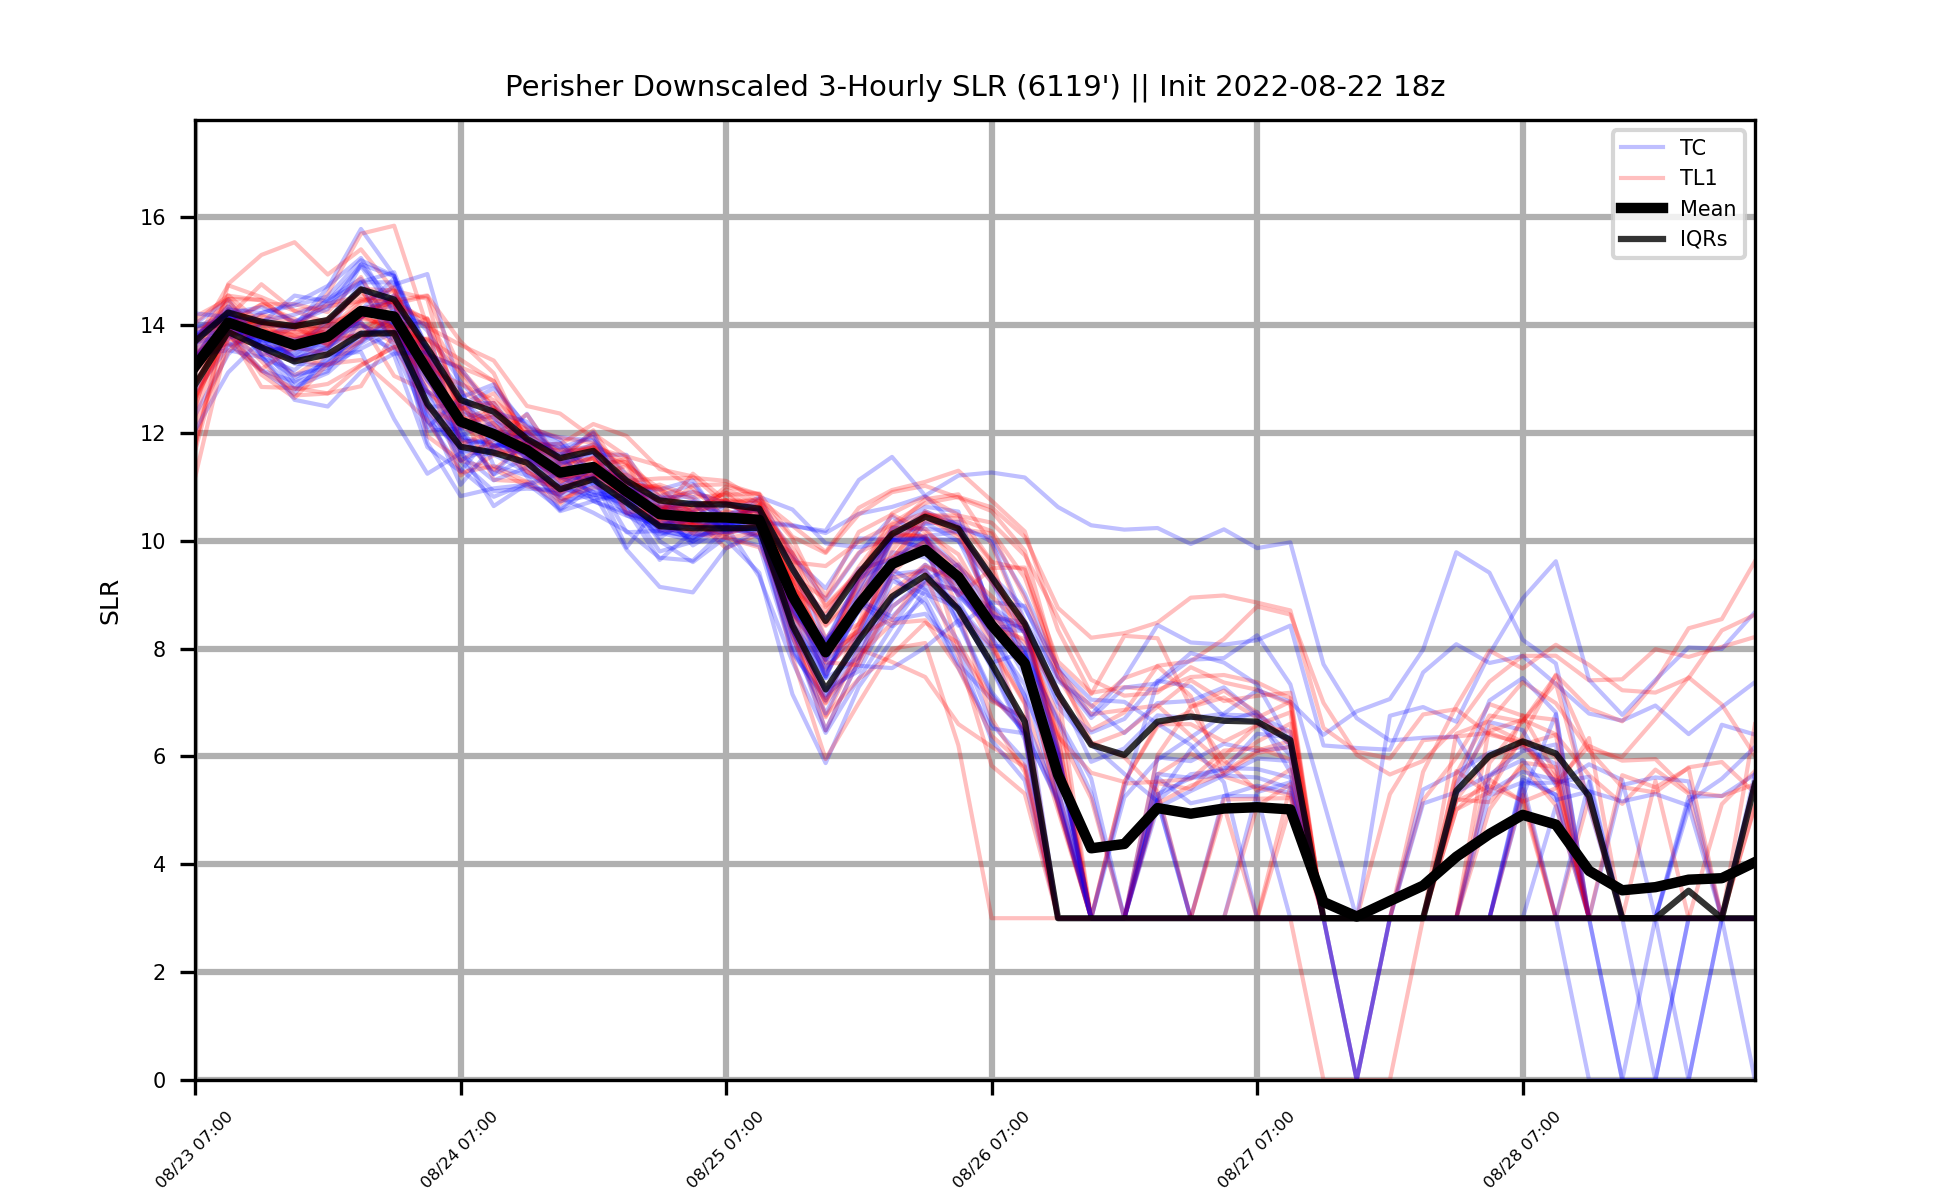 Perisher Downscaled 3-Hourly SLR (6119') || Init 2022-08-22 18z
TC
TL1
Mean
IQRs
SLR
16
14
12
10
8
6
4
2
0
08/23 07:00
08/24 07:00
08/25 07:00
08/26 07:00
08/27 07:00
08/28 07:00